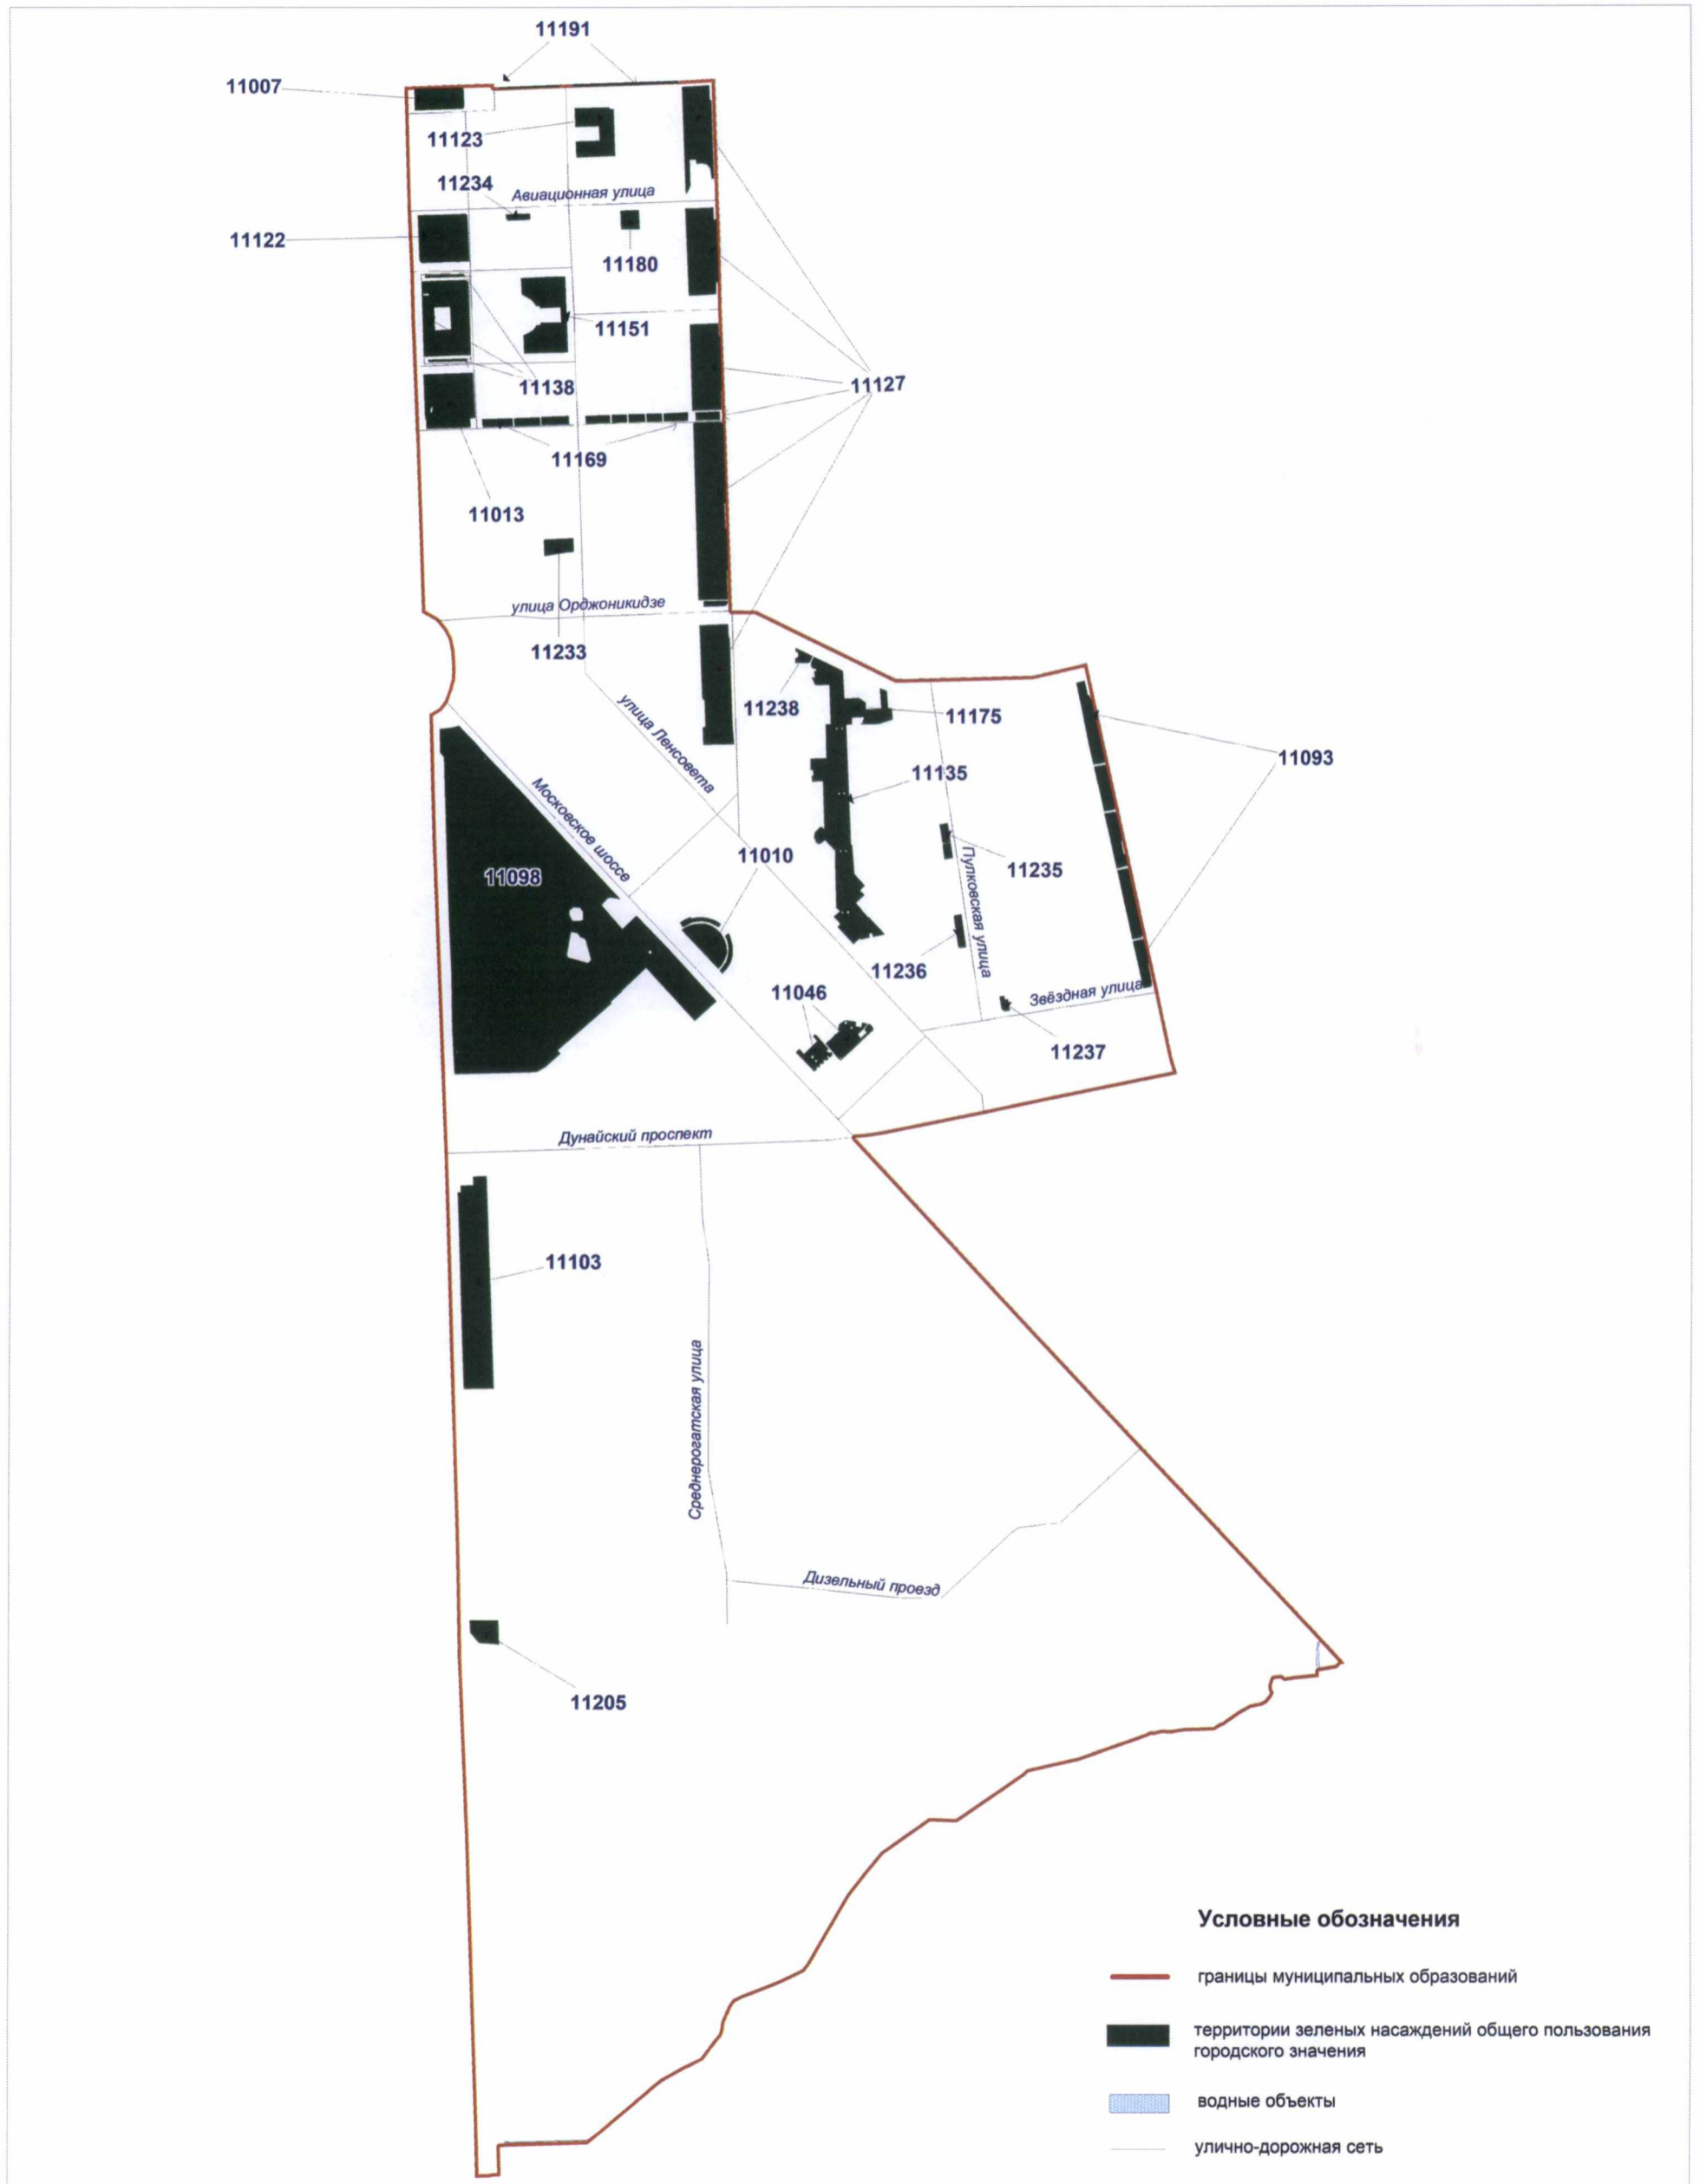 11191
11007
11123
11234
Авиационная улица
11122
11180
11151
11138
11127
11169
11013
улица Орджоникидзе
11233
улица Ленсовета
11238
11175
11093
11135
Московское шоссе
11010
11098
11235
Пулковская улица
11236
11046
Звёздная улица
11237
Дунайский проспект
11103
Среднерогатская улица
Дизельный проезд
11205
Условные обозначения
границы муниципальных образований
территории зеленых насаждений общего пользования
городского значения
водные объекты
улично-дорожная сеть